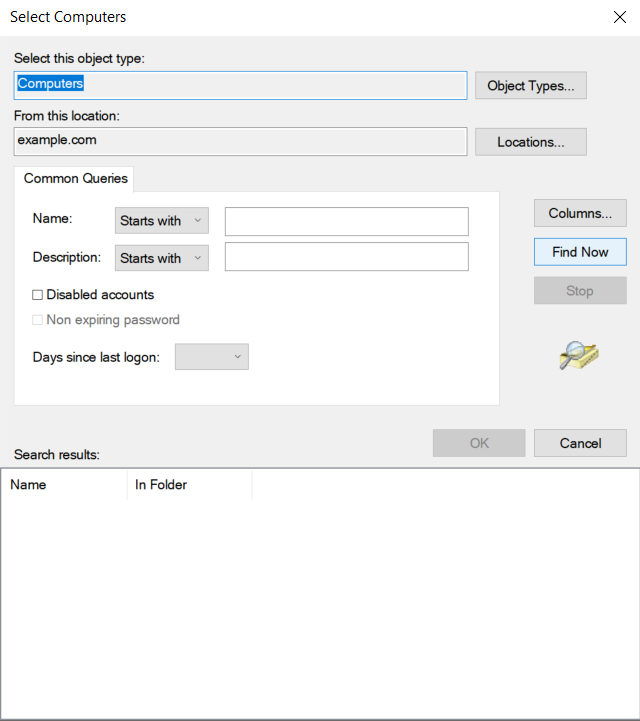 Select Computers
Select this object type:
Computers
Object Types...
From this location:
example.com
Locations...
Common Queries
Name: Starts with
Columns...
Description: Starts with
Find Now
Disabled accounts
Stop
Non expiring password
Days since last logon:
OK Cancel
Search results:
Name In Folder